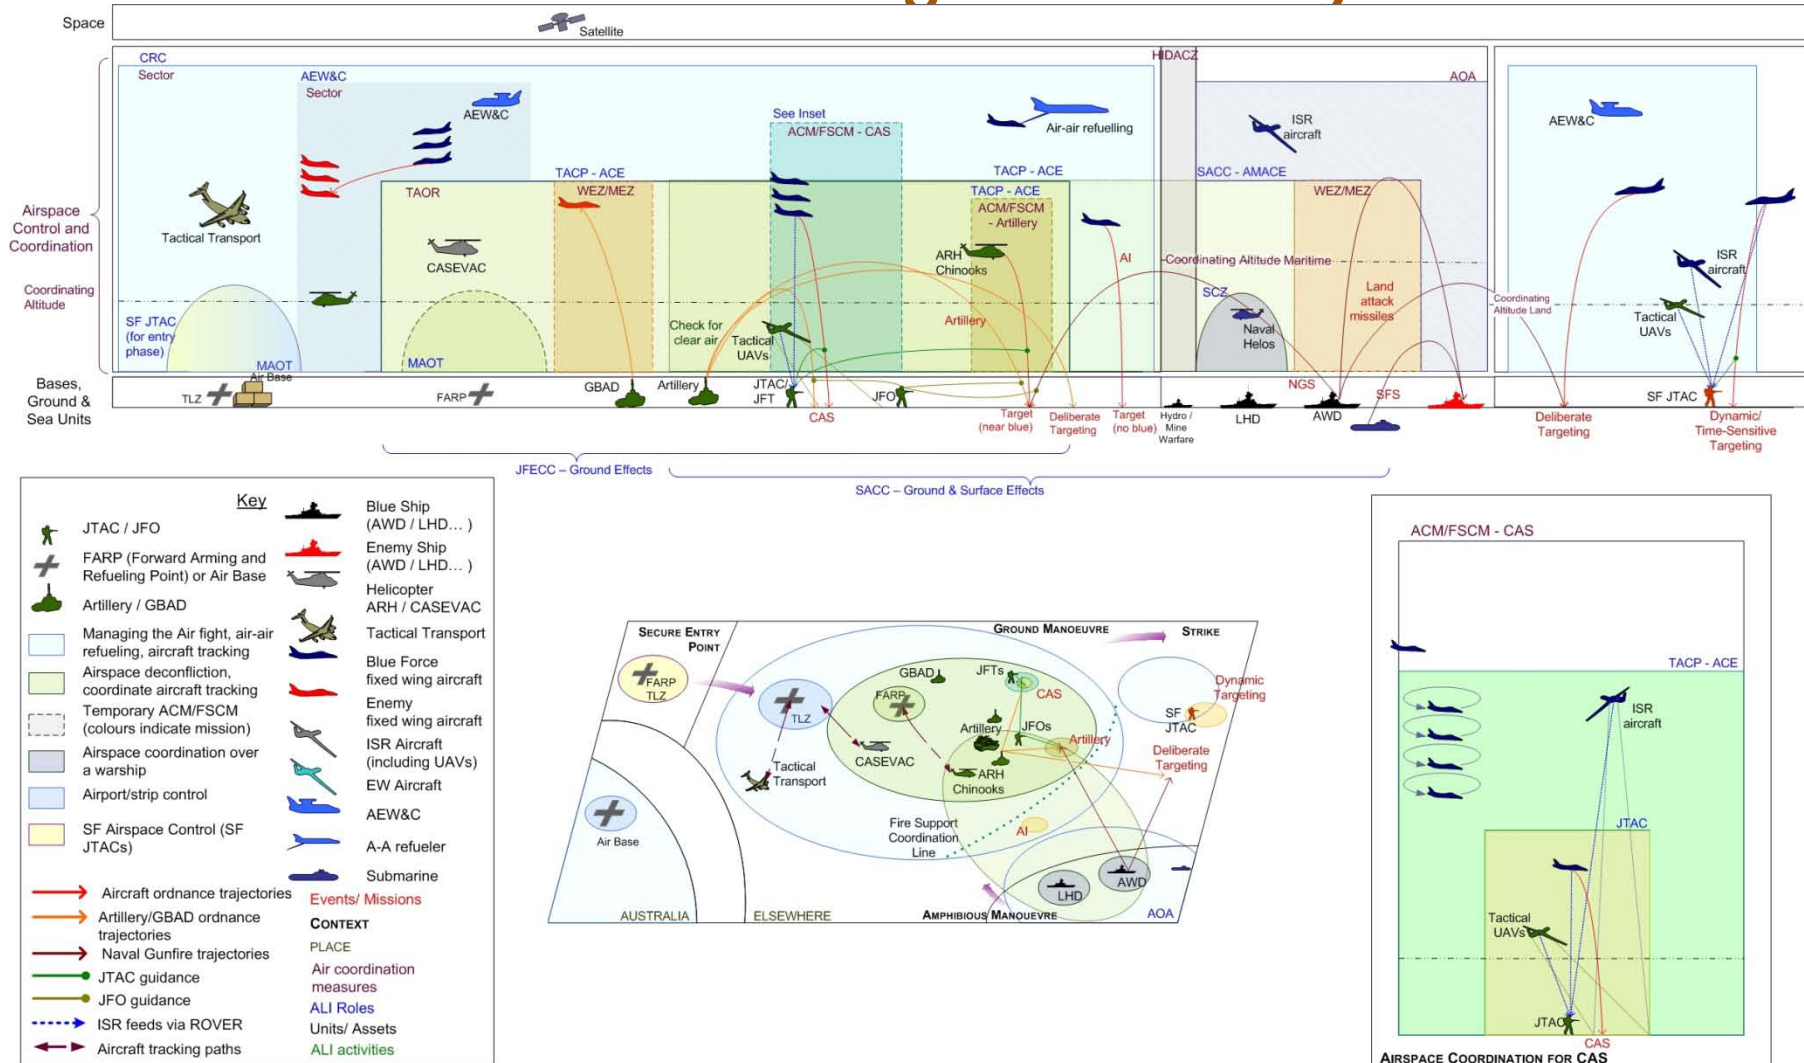 Space
Satellite
CRC
Sector
AEW&C
Sector
AEW&C
See Inset
ACM/FSCM - CAS
Air-air refuelling
HIDACZ
AOA
ISR
aircraft
AEW&C
Airspace
Control and
Coordination
Tactical Transport
TAOR
TACP - ACE
WEZ/MEZ
TACP - ACE
TACP - ACE
ACM/FSCM
- Artillery
SACC - AMACE
WEZ/MEZ
CASEVAC
ARH
Chinooks
AI
Coordinating Altitude Maritime
ISR
aircraft
Coordinating
Altitude
SCZ
Land
attack
missiles
Coordinating
Altitude Land
SF JTAC
(for entry
phase)
Check for
clear air
Tactical
UAVs
Artillery
Naval
Helos
Tactical
UAVs
MAOT
MAOT
Air Base
Bases,
Ground &
Sea Units
TLZ
FARP
GBAD
Artillery
JTAC/
JFT
JFO
CAS
Target
(near blue)
Deliberate
Targeting
Target
(no blue)
Hydro /
Mine
Warfare
LHD
NGS
AWD
SFS
Deliberate
Targeting
SF JTAC
Dynamic/
Time-Sensitive
Targeting
JFECC – Ground Effects
SACC – Ground & Surface Effects
Key
JTAC / JFO
FARP (Forward Arming and
Refueling Point) or Air Base
Artillery / GBAD
Managing the Air fight, air-air
refueling, aircraft tracking
Airspace deconfliction,
coordinate aircraft tracking
Temporary ACM/FSCM
(colours indicate mission)
Airspace coordination over
a warship
Airport/strip control
SF Airspace Control (SF
JTACs)
Aircraft ordnance trajectories
Artillery/GBAD ordnance
trajectories
Naval Gunfire trajectories
JTAC guidance
JFO guidance
ISR feeds via ROVER
Aircraft tracking paths
Blue Ship
(AWD / LHD… )
Enemy Ship
(AWD / LHD… )
Helicopter
ARH / CASEVAC
Tactical Transport
Blue Force
fixed wing aircraft
Enemy
fixed wing aircraft
ISR Aircraft
(including UAVs)
EW Aircraft
AEW&C
A-A refueler
Submarine
Events/ Missions
CONTEXT
PLACE
Air coordination
measures
ALI Roles
Units/ Assets
ALI activities
SECURE ENTRY
POINT
GROUND MANOEUVRE
STRIKE
FARP
TLZ
GBAD
JFTs
CAS
Dynamic
Targeting
FARP
TLZ
SF
JTAC
Artillery
JFOs
Artillery
Deliberate
Targeting
CASEVAC
Tactical
Transport
ARH
Chinooks
Air Base
Fire Support
Coordination
Line
AI
AWD
LHD
AUSTRALIA
ELSEWHERE
AMPHIBIOUS MANOUEVRE
AOA
ACM/FSCM - CAS
TACP - ACE
ISR
aircraft
JTAC
Tactical
UAVs
JTAC
CAS
AIRSPACE COORDINATION FOR CAS